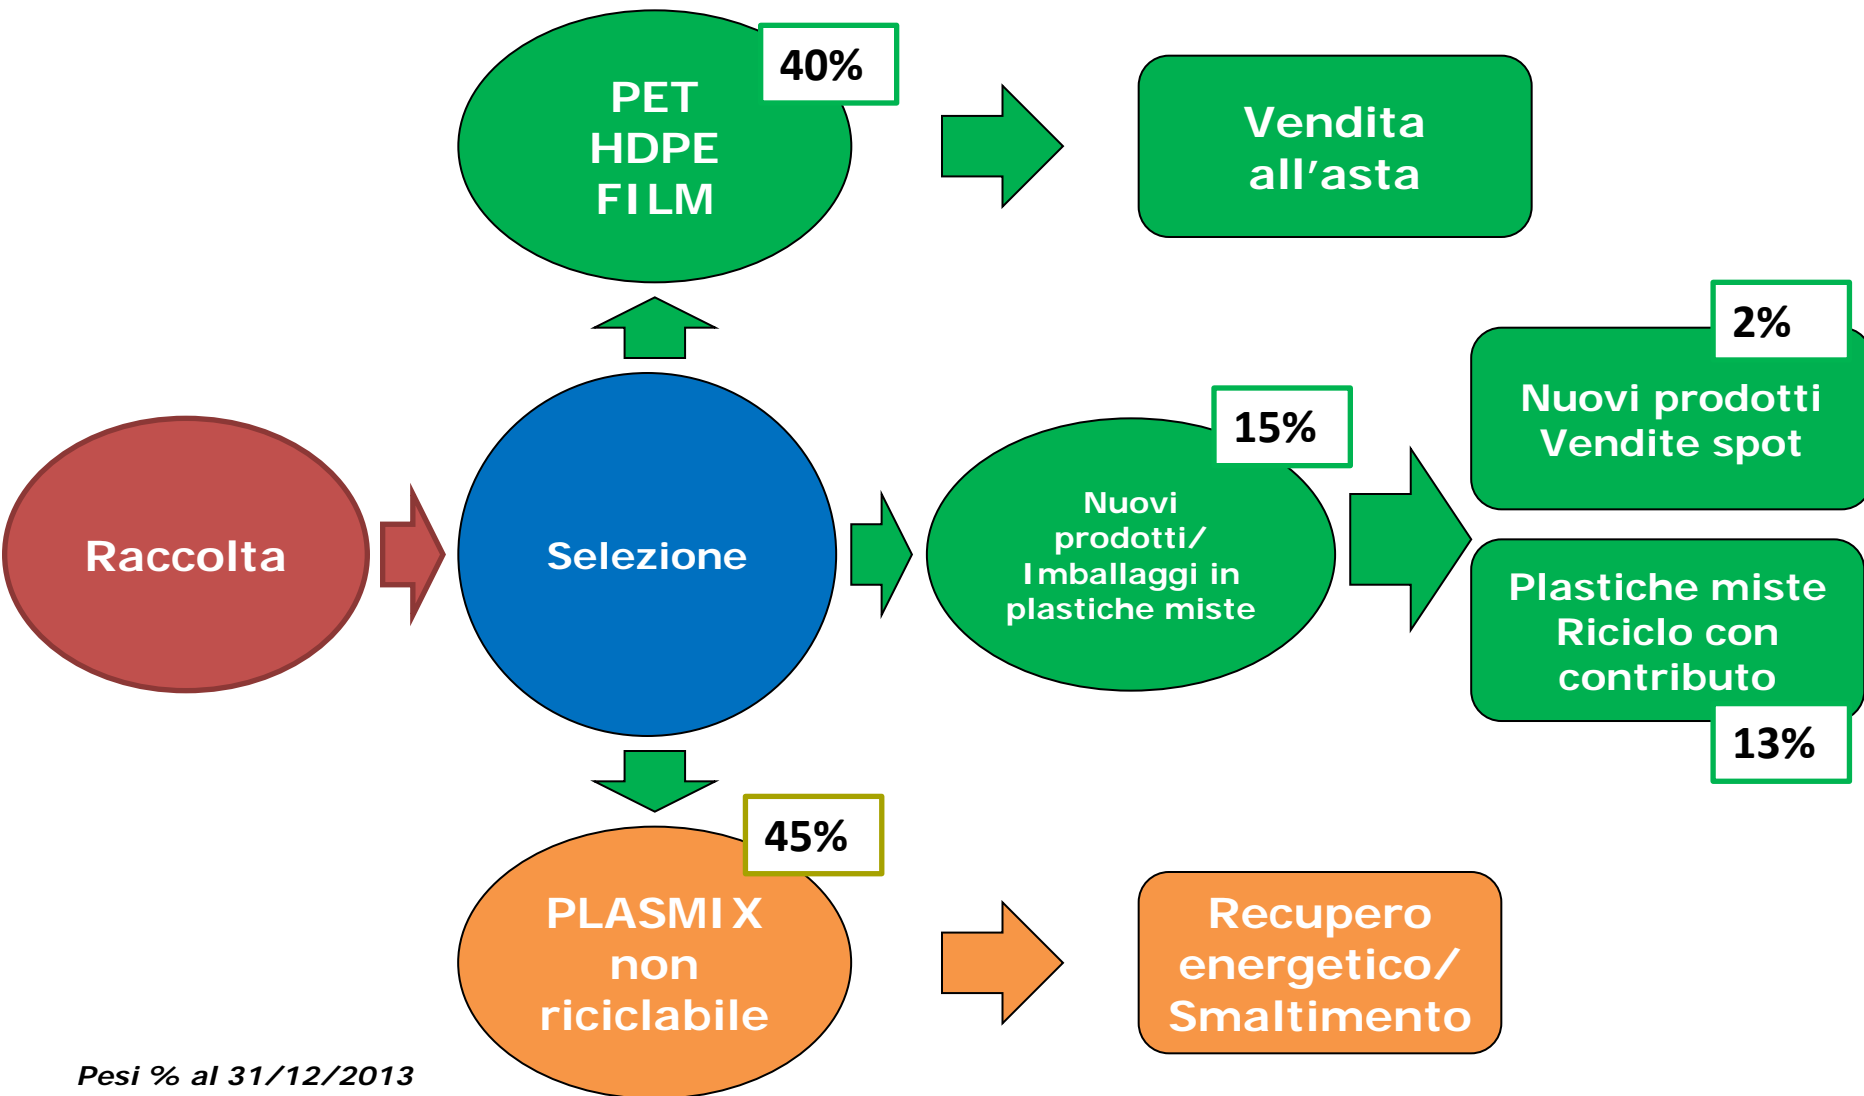 40%
PET
HDPE
FILM
Vendita
all’asta
2%
Nuovi prodotti
Vendite spot
15%
Nuovi
prodotti/
Imballaggi in
plastiche miste
Raccolta
Selezione
Plastiche miste
Riciclo con
contributo
13%
45%
PLASMIX
non
riciclabile
Recupero
energetico/
Smaltimento
Pesi % al 31/12/2013